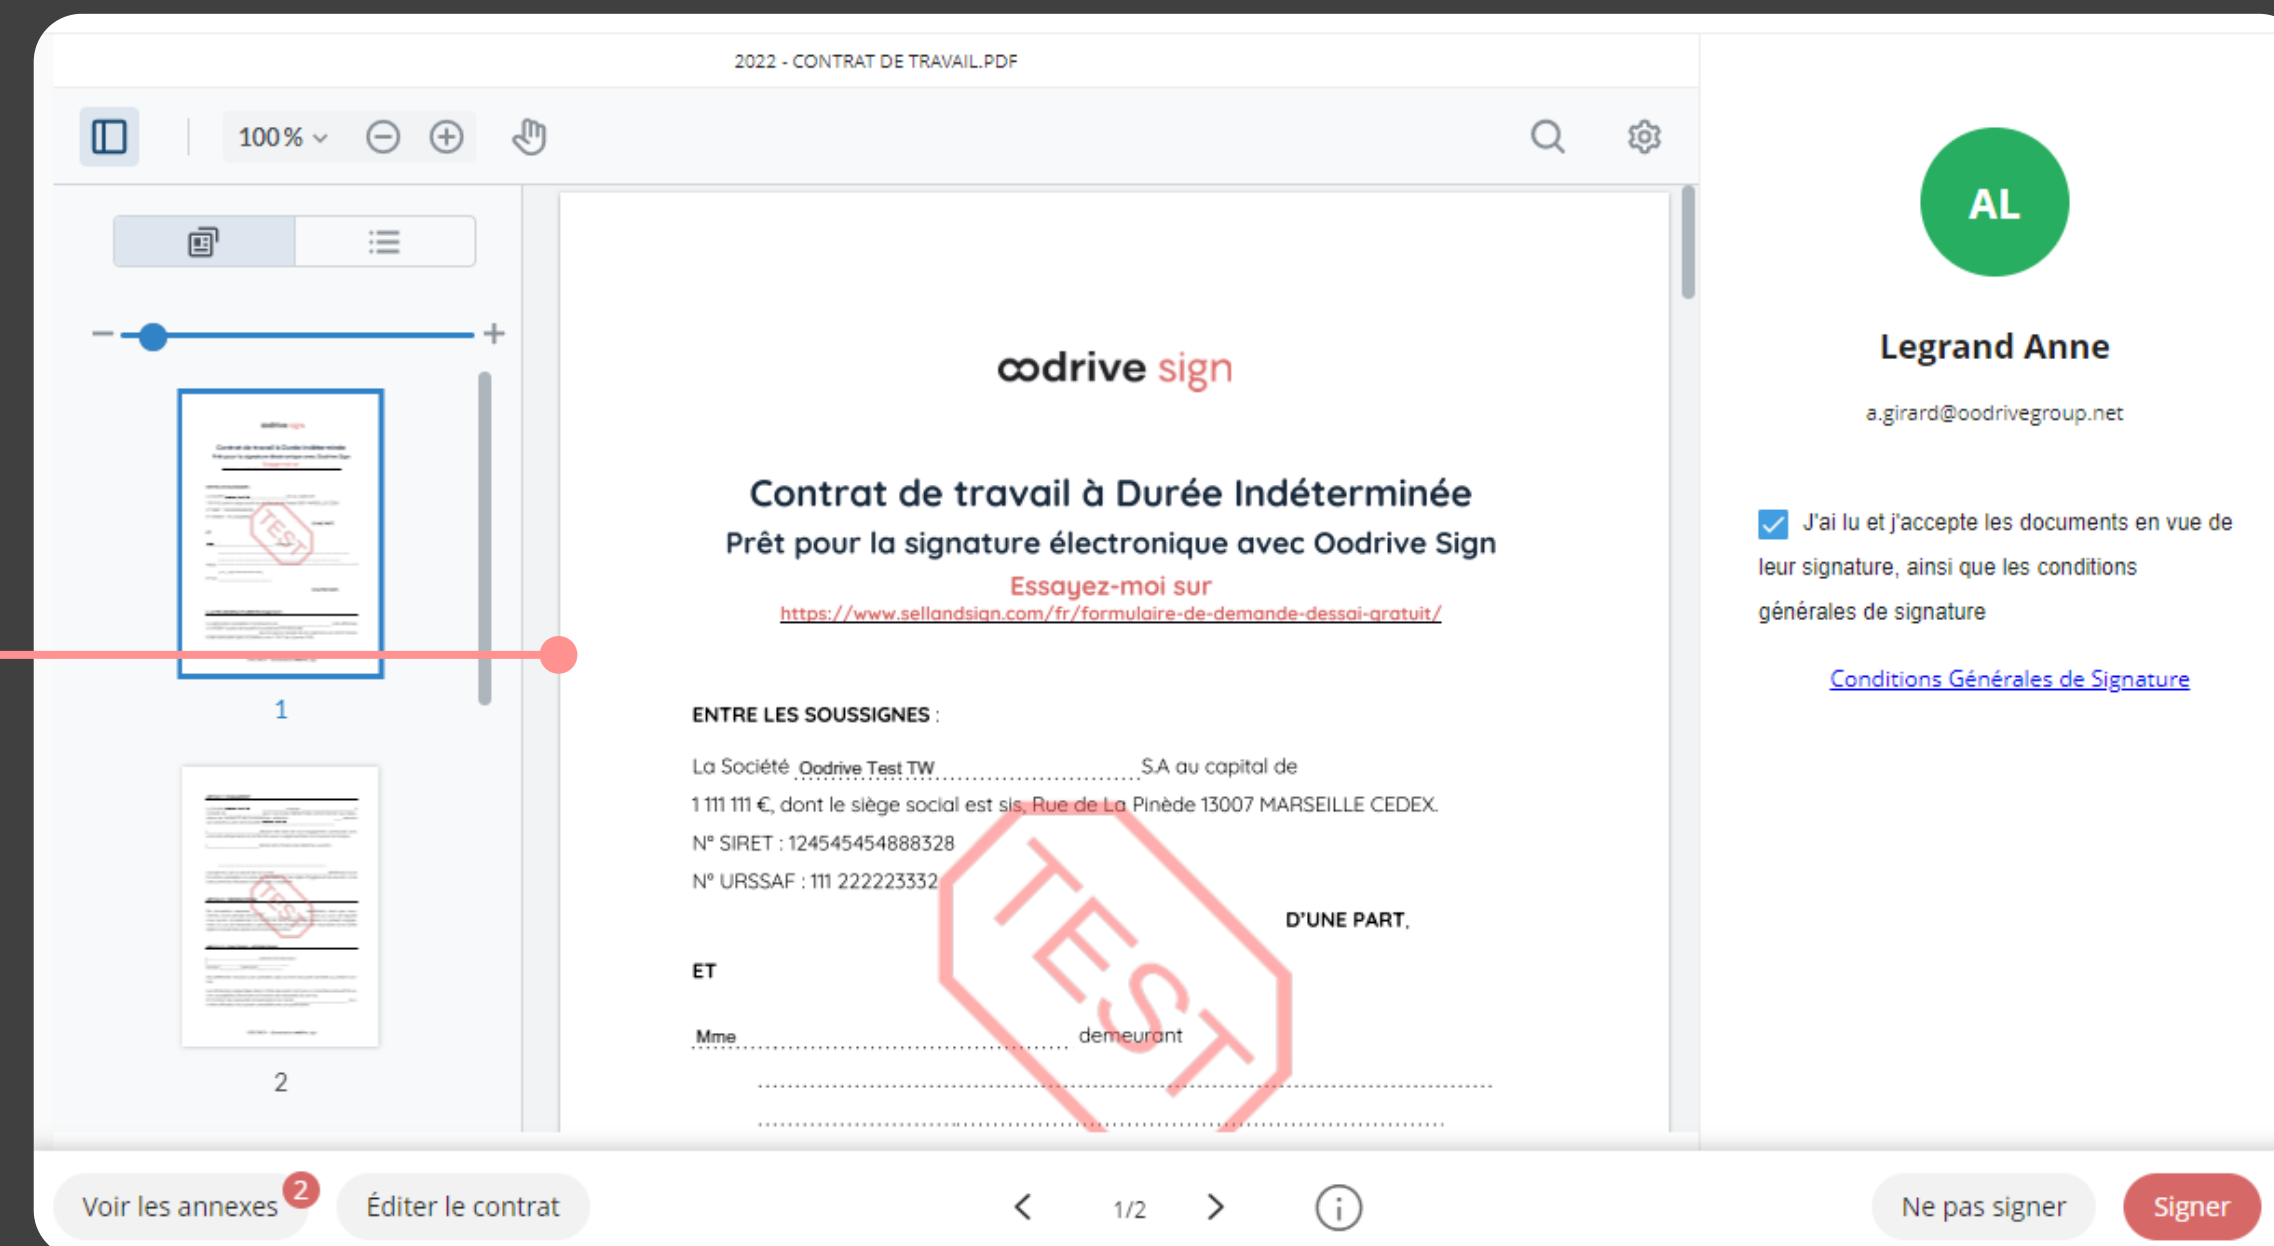 2022 - CONTRAT DE TRAVAIL.PDF
100 %
oodrive sign
Contrat de travail à Durée Indéterminée
Prêt pour la signature électronique avec Oodrive Sign
Essayez-moi sur
https://www.sellandsign.com/fr/formulaire-de-demande-dessai-gratuit/
ENTRE LES SOUSSIGNES :
La Société Oodrive Test TW S.A au capital de
1 111 111 €, dont le siège social est sis, Rue de La Pinède 13007 MARSEILLE CEDEX.
N° SIRET : 124545454888328
N° URSSAF : 111 222223332
D'UNE PART,
ET
Mme demeurant
TEST
TEST
1
TEST
2
AL
Legrand Anne
a.girard@oodrivegroup.net
J'ai lu et j'accepte les documents en vue de
leur signature, ainsi que les conditions
générales de signature
Conditions Générales de Signature
Voir les annexes 2
Éditer le contrat
1/2
Ne pas signer
Signer